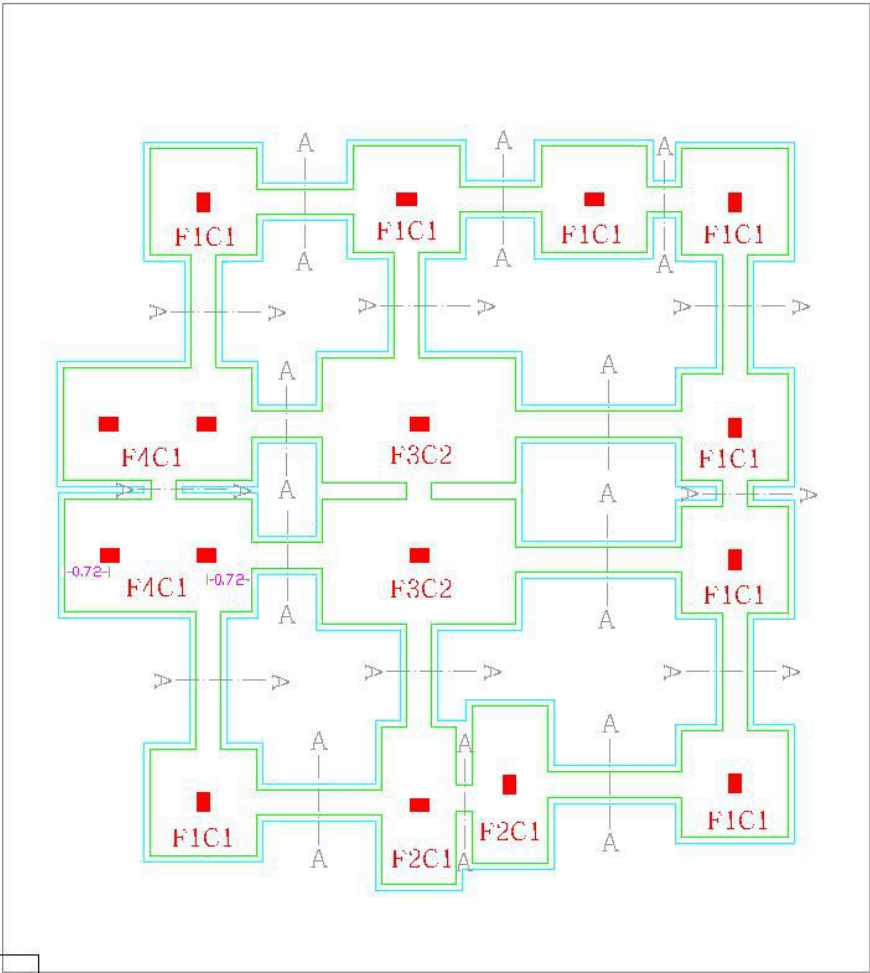 A A A
F1C1 F1C1 F1C1 F1C1
A A A
A A A A A A
A A
F4C1 F3C2 F1C1
A A A A A A
A A
-0.72- F4C1 -0.72- F3C2 F1C1
A A
A A A A A A
A A A
F1C1 F2C1 F2C1 F1C1
A A A